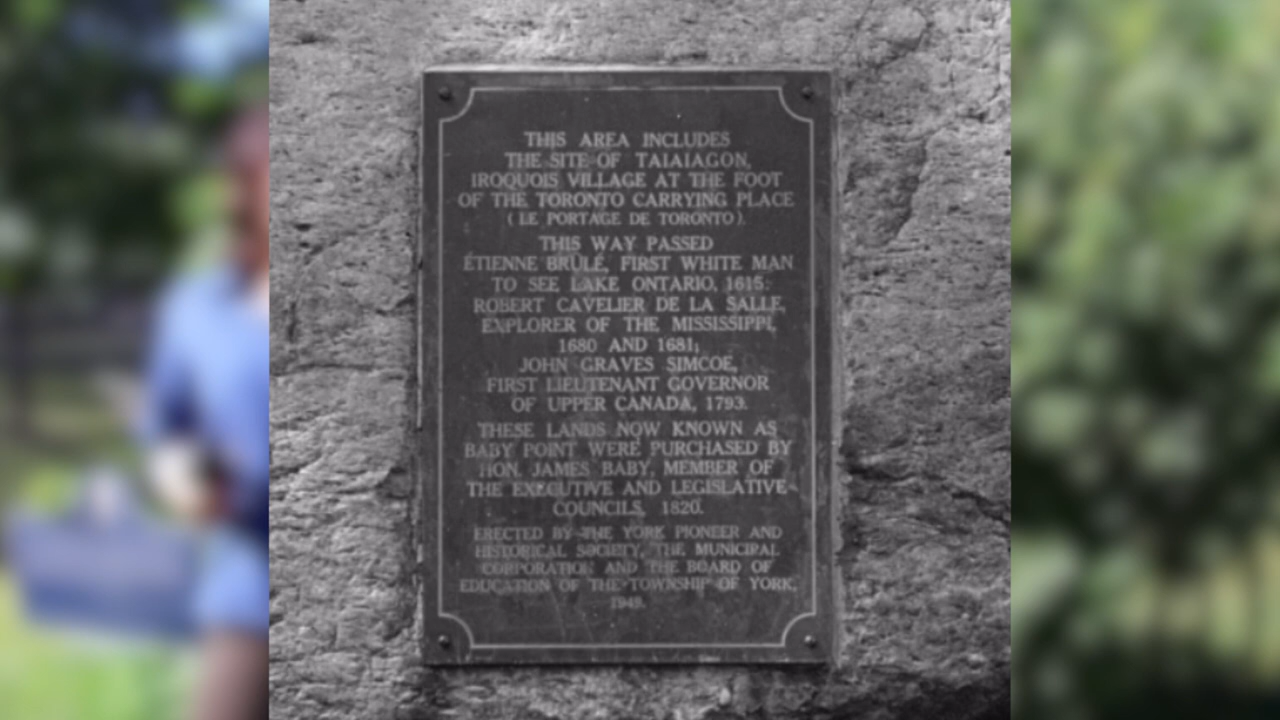 THIS AREA INCLUDES
THE SITE OF TAIAIAGON,
IROQUOIS VILLAGE AT THE FOOT
OF THE TORONTO CARRYING PLACE
( LE PORTAGE DE TORONTO ).
THIS WAY PASSED
ÉTIENNE BRÛLÉ, FIRST WHITE MAN
TO SEE LAKE ONTARIO, 1615:
ROBERT CAVELIER DE LA SALLE,
EXPLORER OF THE MISSISSIPPI,
1680 AND 1681;
JOHN GRAVES SIMCOE,
FIRST LIEUTENANT GOVERNOR
OF UPPER CANADA, 1793.
THESE LANDS NOW KNOWN AS
BABY POINT WERE PURCHASED BY
HON. JAMES BABY, MEMBER OF
THE EXECUTIVE AND LEGISLATIVE
COUNCILS, 1820.
ERECTED BY THE YORK PIONEER AND
HISTORICAL SOCIETY, THE MUNICIPAL
CORPORATION AND THE BOARD OF
EDUCATION OF THE TOWNSHIP OF YORK,
1949.